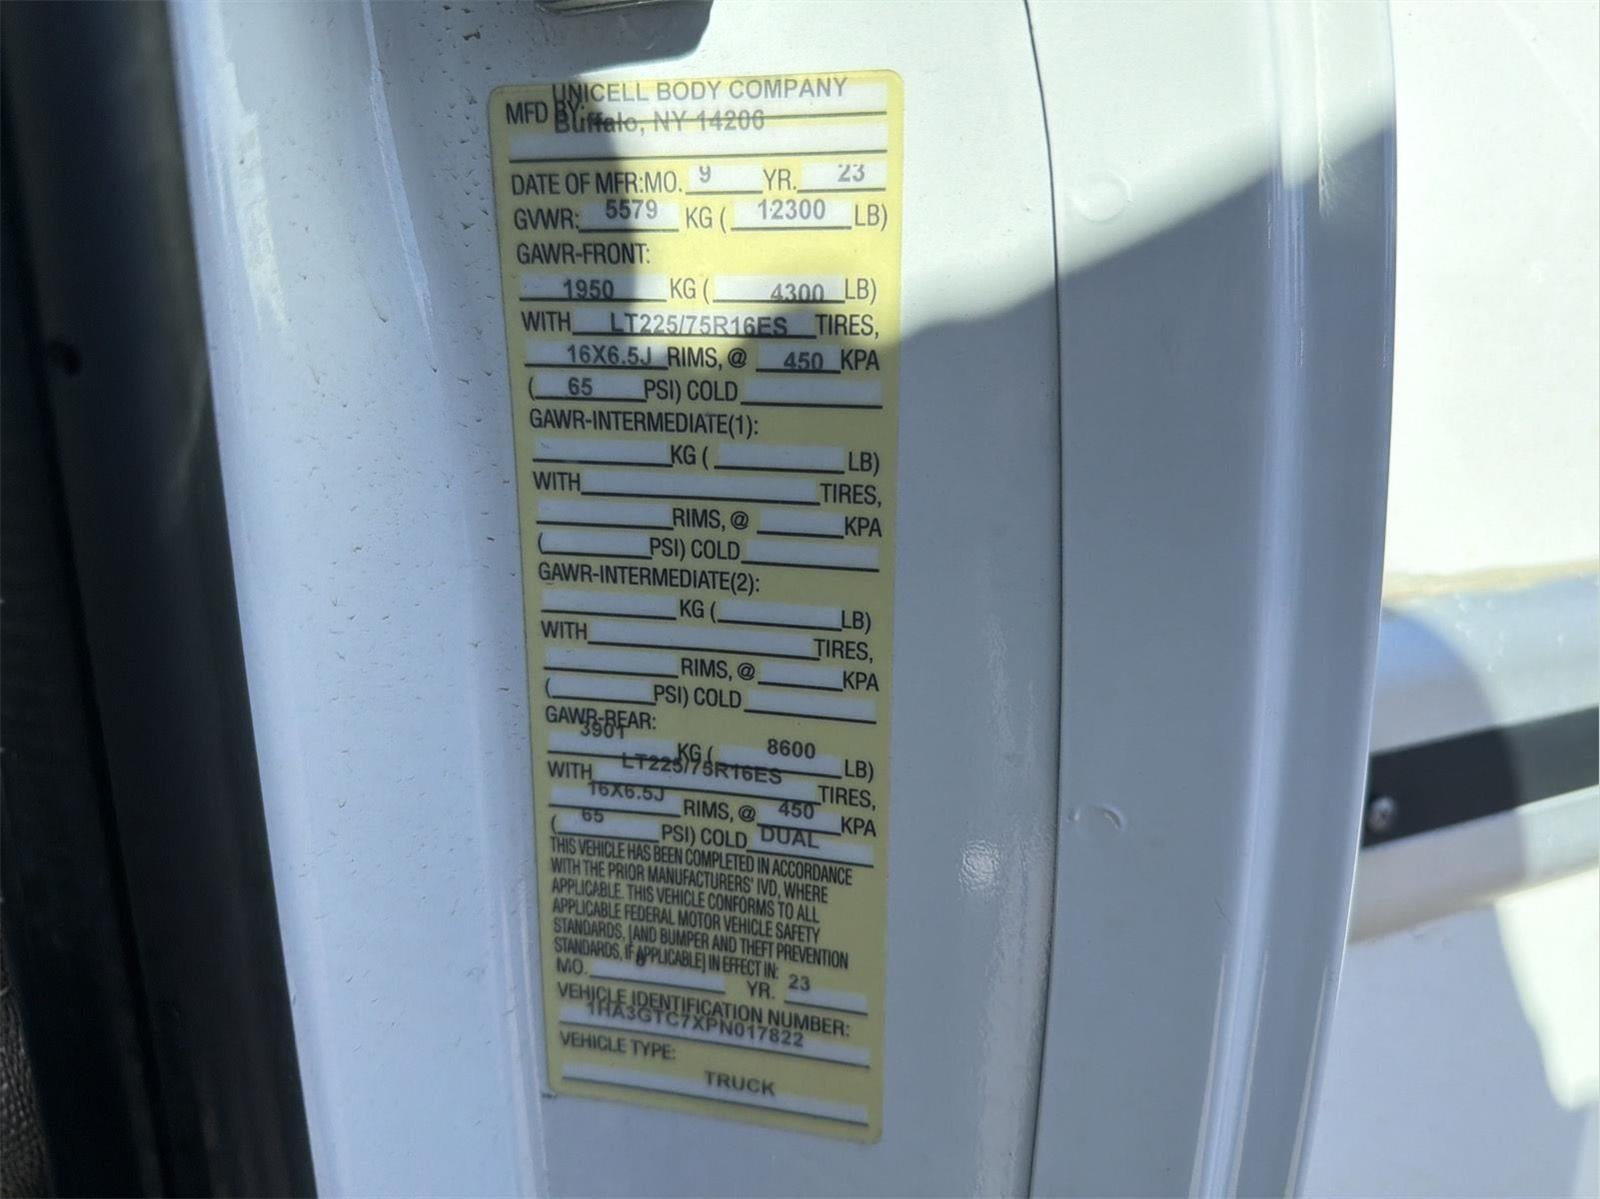 UNICELL BODY COMPANY
MFD BY:
Buffalo, NY 14206
DATE OF MFR:MO. 9 YR. 23
GVWR: 5579 KG ( 12300 LB)
GAWR-FRONT:
1950 KG ( 4300 LB)
WITH LT225/75R16ES TIRES,
16X6.5J RIMS, @ 450 KPA
( 65 PSI) COLD
GAWR-INTERMEDIATE(1):
KG ( LB)
WITH TIRES,
RIMS, @ KPA
( PSI) COLD
GAWR-INTERMEDIATE(2):
KG ( LB)
WITH TIRES,
RIMS, @ KPA
( PSI) COLD
GAWR-REAR:
3901 KG ( 8600 LB)
WITH LT225/75R16ES TIRES,
16X6.5J RIMS, @ 450 KPA
( 65 PSI) COLD DUAL
THIS VEHICLE HAS BEEN COMPLETED IN ACCORDANCE
WITH THE PRIOR MANUFACTURERS' IVD, WHERE
APPLICABLE. THIS VEHICLE CONFORMS TO ALL
APPLICABLE FEDERAL MOTOR VEHICLE SAFETY
STANDARDS, [AND BUMPER AND THEFT PREVENTION
STANDARDS, IF APPLICABLE] IN EFFECT IN:
MO. YR. 23
VEHICLE IDENTIFICATION NUMBER:
1HA3GTC7XPN017822
VEHICLE TYPE:
TRUCK